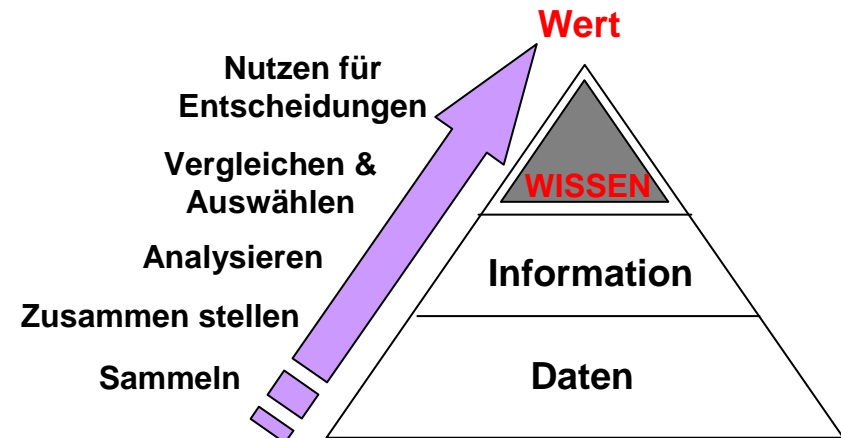 Wert
Nutzen für
Entscheidungen
Vergleichen &
Auswählen
WISSEN
Analysieren
Information
Zusammen stellen
Sammeln
Daten